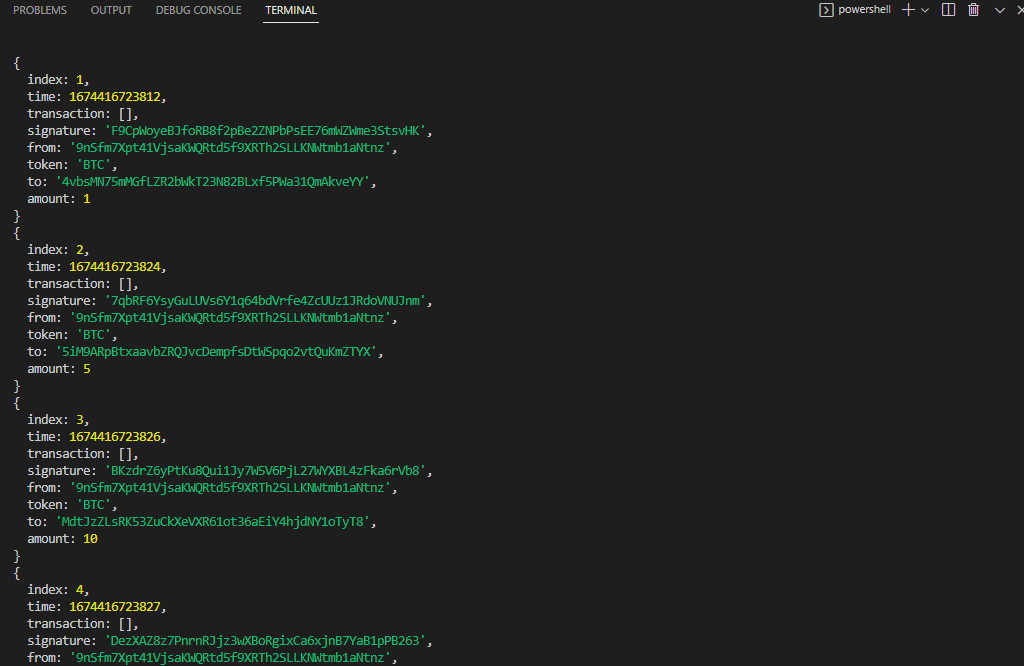 PROBLEMS OUTPUT DEBUG CONSOLE TERMINAL powershell
{
index: 1,
time: 1674416723812,
transaction: [],
signature: 'F9CpWoyeBJfoRB8f2pBe2ZNPbPsEE76mWZWme3StsvHK',
from: '9nSfm7Xpt41VjsaKWQRtd5f9XRTh2SLLKNWtmb1aNtnz',
token: 'BTC',
to: '4vbsMN75mMGfLZR2bWkT23N82BLxf5PWa31QmAkveYY',
amount: 1
}
{
index: 2,
time: 1674416723824,
transaction: [],
signature: '7qbRF6YsyGuLUVs6Y1q64bdVrfe4ZcUUz1JRdoVNUJnm',
from: '9nSfm7Xpt41VjsaKWQRtd5f9XRTh2SLLKNWtmb1aNtnz',
token: 'BTC',
to: '5iM9ARpBtxaavbZRQJvcDempfsDtWSpqo2vtQuKmZTYX',
amount: 5
}
{
index: 3,
time: 1674416723826,
transaction: [],
signature: 'BKzdrZ6yPtKu8Qui1Jy7W5V6PjL27WYXBL4zFka6rVb8',
from: '9nSfm7Xpt41VjsaKWQRtd5f9XRTh2SLLKNWtmb1aNtnz',
token: 'BTC',
to: 'MdtJzZLsRK53ZuCkXeVXR61ot36aEiY4hjdNY1oTyT8',
amount: 10
}
{
index: 4,
time: 1674416723827,
transaction: [],
signature: 'DezXAZ8z7PnrnRJjz3wXBoRgixCa6xjnB7YaB1pPB263',
from: '9nSfm7Xpt41VjsaKWQRtd5f9XRTh2SLLKNWtmb1aNtnz',